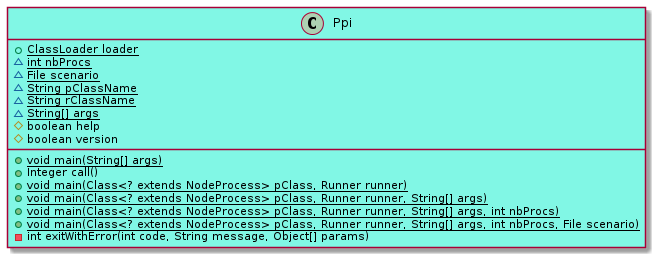 C Ppi
ClassLoader loader
int nbProcs
File scenario
String pClassName
String rClassName
String[] args
boolean help
boolean version
void main(String[] args)
Integer call()
void main(Class<? extends NodeProcess> pClass, Runner runner)
void main(Class<? extends NodeProcess> pClass, Runner runner, String[] args)
void main(Class<? extends NodeProcess> pClass, Runner runner, String[] args, int nbProcs)
void main(Class<? extends NodeProcess> pClass, Runner runner, String[] args, int nbProcs, File scenario)
int exitWithError(int code, String message, Object[] params)